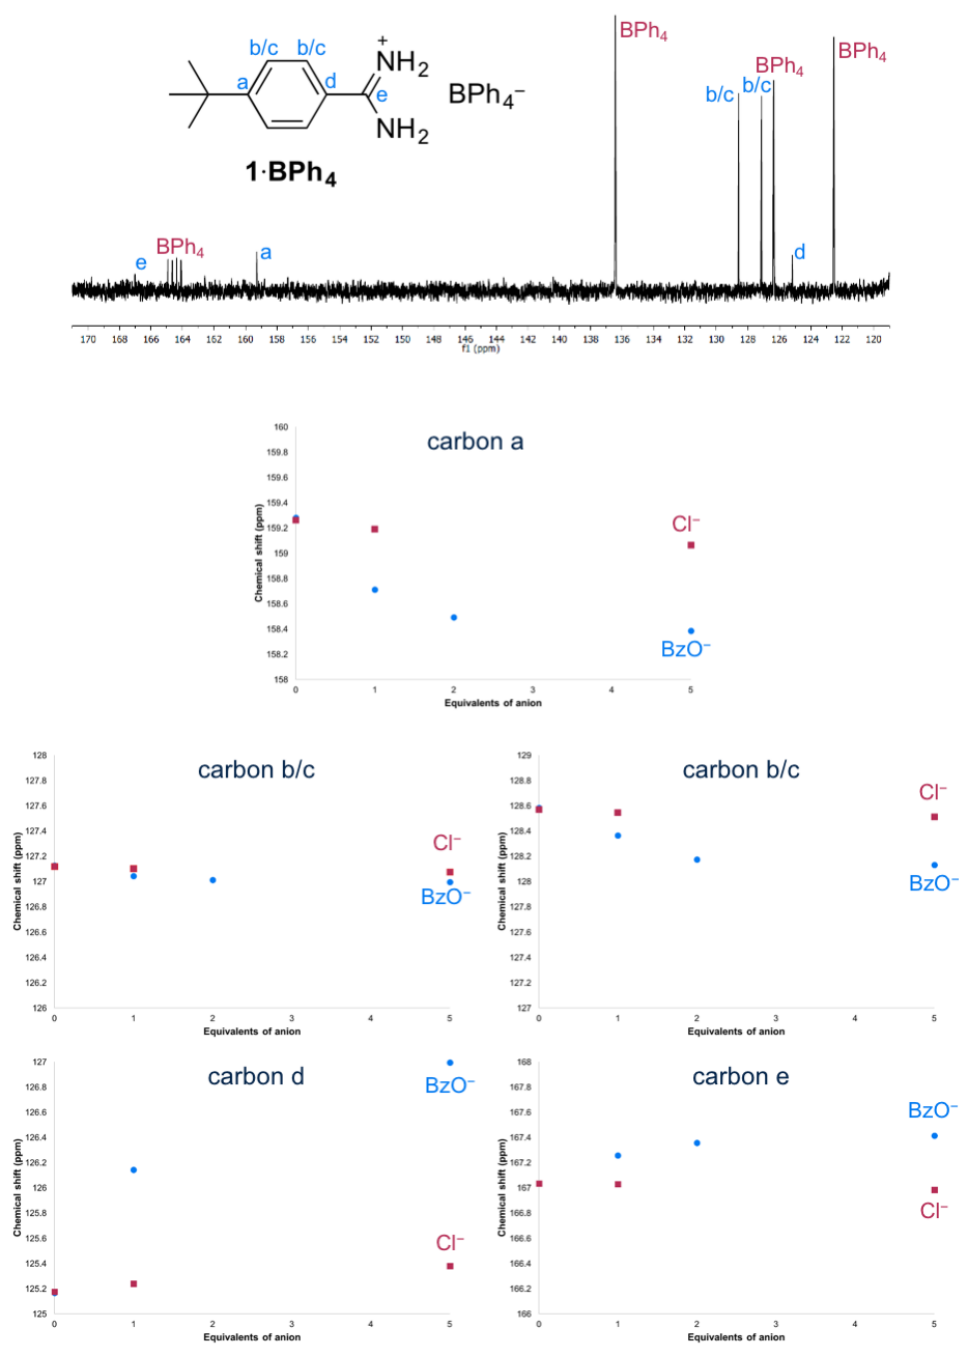 b/c b/c
+
NH₂
a
d
e
BPh₄⁻
NH₂
1·BPh₄
BPh₄
BPh₄
BPh₄
b/c
b/c
e
BPh₄
a
d
170 168 166 164 162 160 158 156 154 152 150 148 146 144 142 140 138 136 134 132 130 128 126 124 122 120
f1 (ppm)
carbon a
Chemical shift (ppm)
160
159.8
159.6
159.4
159.2
159
158.8
158.6
158.4
158.2
158
Cl⁻
BzO⁻
0 1 2 3 4 5
Equivalents of anion
carbon b/c
Chemical shift (ppm)
128
127.8
127.6
127.4
127.2
127
126.8
126.6
126.4
126.2
126
Cl⁻
BzO⁻
0 1 2 3 4 5
Equivalents of anion
carbon b/c
Chemical shift (ppm)
129
128.8
128.6
128.4
128.2
128
127.8
127.6
127.4
127.2
127
Cl⁻
BzO⁻
0 1 2 3 4 5
Equivalents of anion
carbon d
Chemical shift (ppm)
127
126.8
126.6
126.4
126.2
126
125.8
125.6
125.4
125.2
125
BzO⁻
Cl⁻
0 1 2 3 4 5
Equivalents of anion
carbon e
Chemical shift (ppm)
168
167.8
167.6
167.4
167.2
167
166.8
166.6
166.4
166.2
166
BzO⁻
Cl⁻
0 1 2 3 4 5
Equivalents of anion